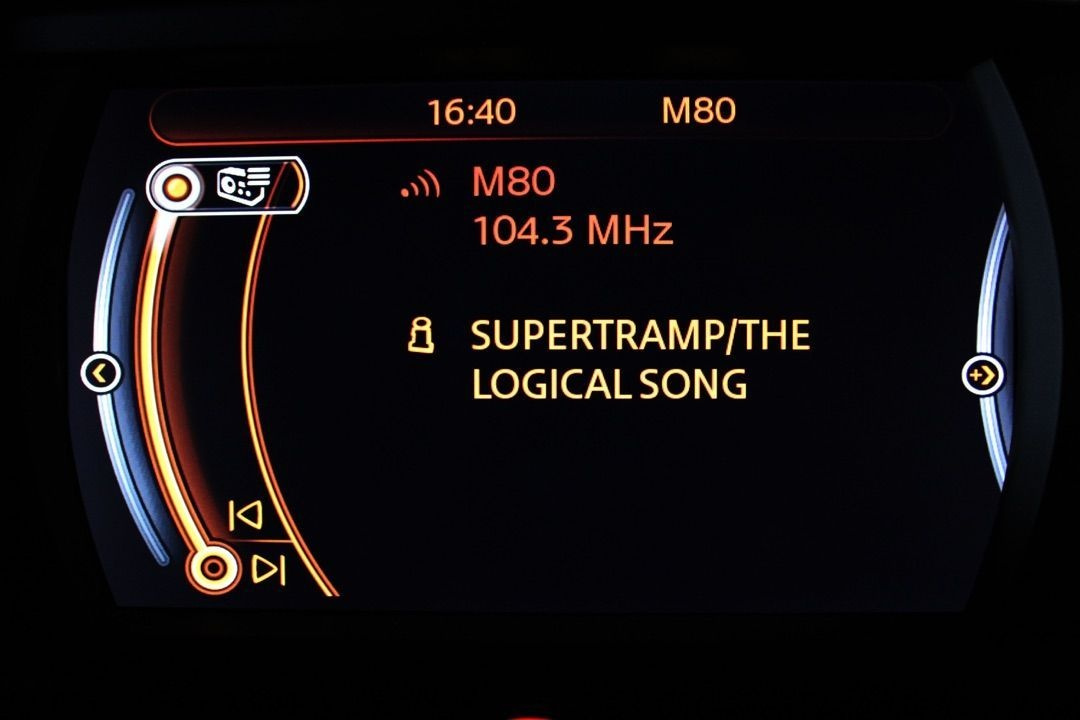 16:40 M80
M80
104.3 MHz
SUPERTRAMP/THE
LOGICAL SONG